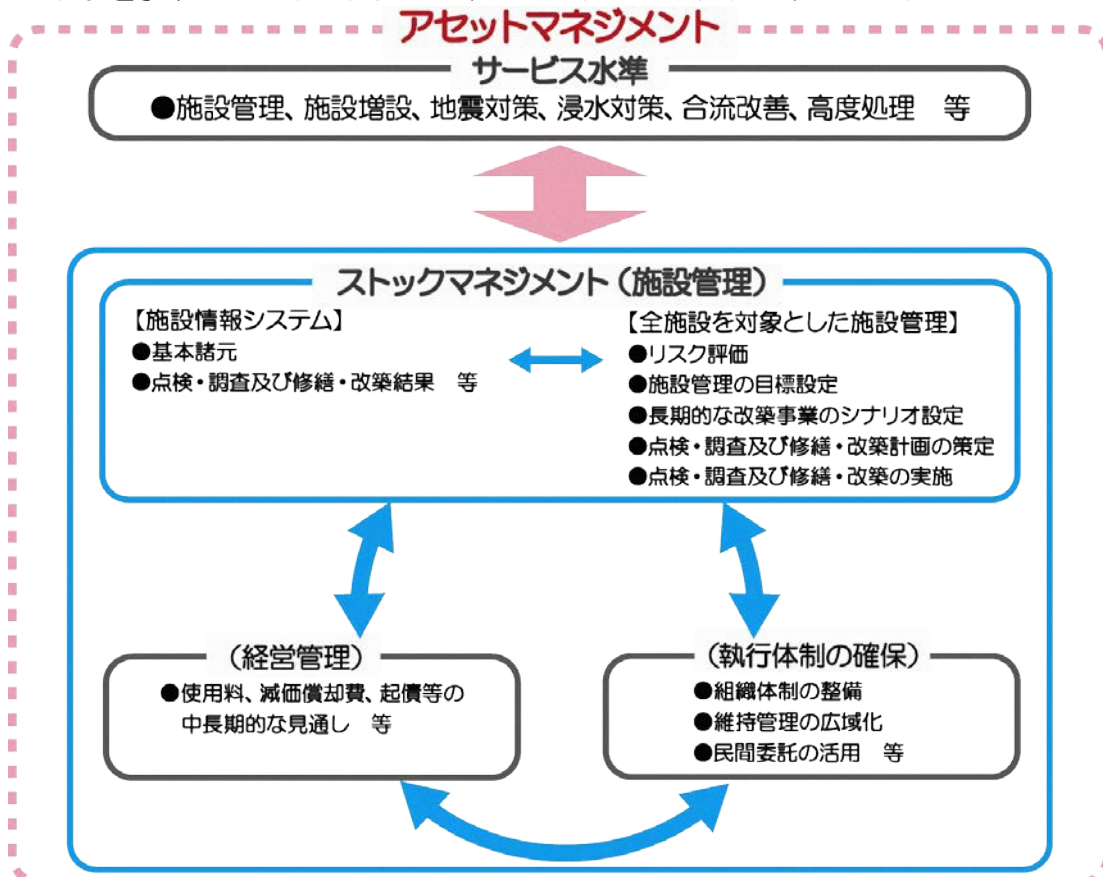 アセットマネジメント
サービス水準
●施設管理、施設増設、地震対策、浸水対策、合流改善、高度処理　等
ストックマネジメント（施設管理）
【施設情報システム】
●基本諸元
●点検・調査及び修繕・改築結果　等
【全施設を対象とした施設管理】
●リスク評価
●施設管理の目標設定
●長期的な改築事業のシナリオ設定
●点検・調査及び修繕・改築計画の策定
●点検・調査及び修繕・改築の実施
（経営管理）
●使用料、減価償却費、起債等の
中長期的な見通し　等
（執行体制の確保）
●組織体制の整備
●維持管理の広域化
●民間委託の活用　等